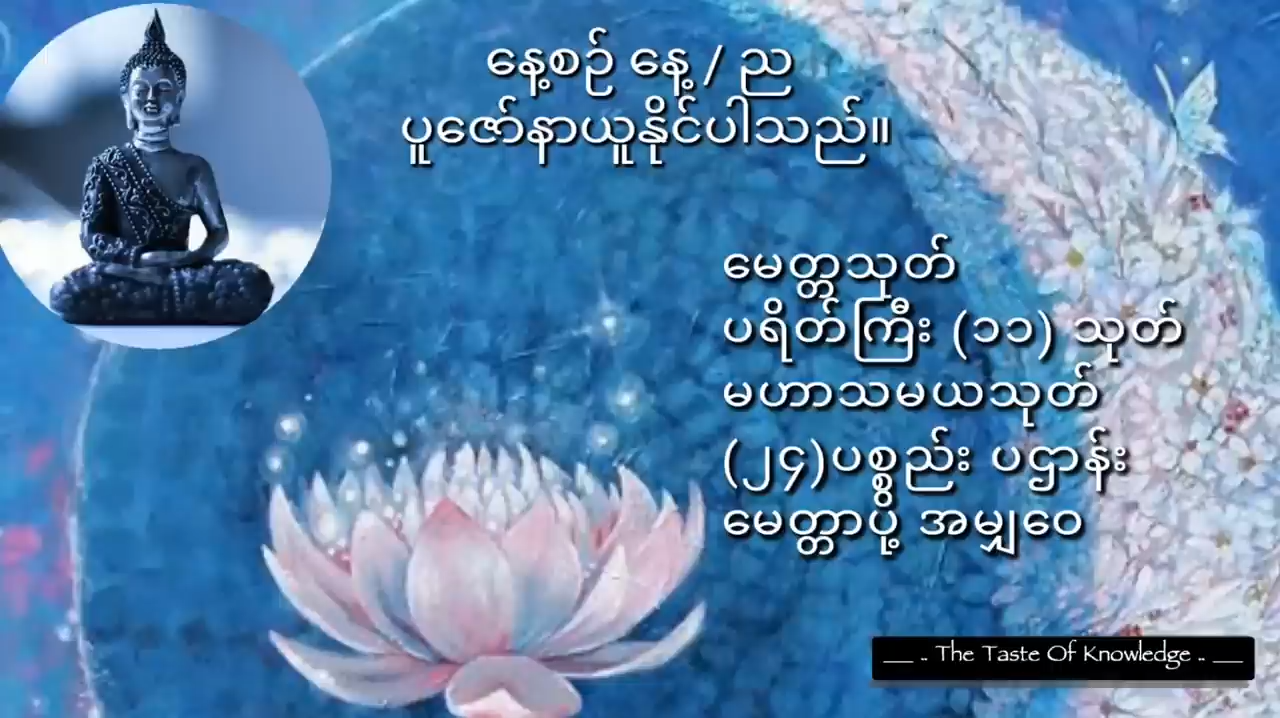 နေ့စဉ် နေ့ / ည
ပူဇော်နာယူနိုင်ပါသည်။
မေတ္တသုတ်
ပရိတ်ကြီး (၁၁) သုတ်
မဟာသမယသုတ်
(၂၄)ပစ္စည်း ပဌာန်း
မေတ္တာပို့ အမျှဝေ
__ .. The Taste Of Knowledge .. __